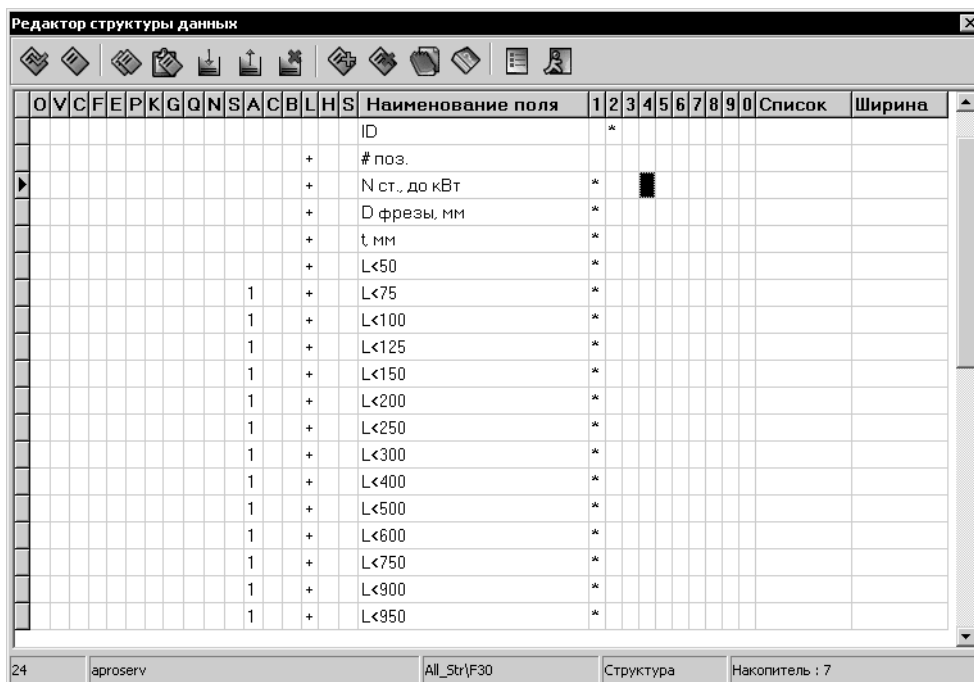 Редактор структуры данных
O V C F E P K G Q N S A C B L H S Наименование поля 1 2 3 4 5 6 7 8 9 0 Список Ширина
ID *
+ # поз.
+ N ст., до кВт *
+ D фрезы, мм *
+ t, мм *
+ L<50 *
1 + L<75 *
1 + L<100 *
1 + L<125 *
1 + L<150 *
1 + L<200 *
1 + L<250 *
1 + L<300 *
1 + L<400 *
1 + L<500 *
1 + L<600 *
1 + L<750 *
1 + L<900 *
1 + L<950 *
24 aproserv All_Str\F30 Структура Накопитель : 7